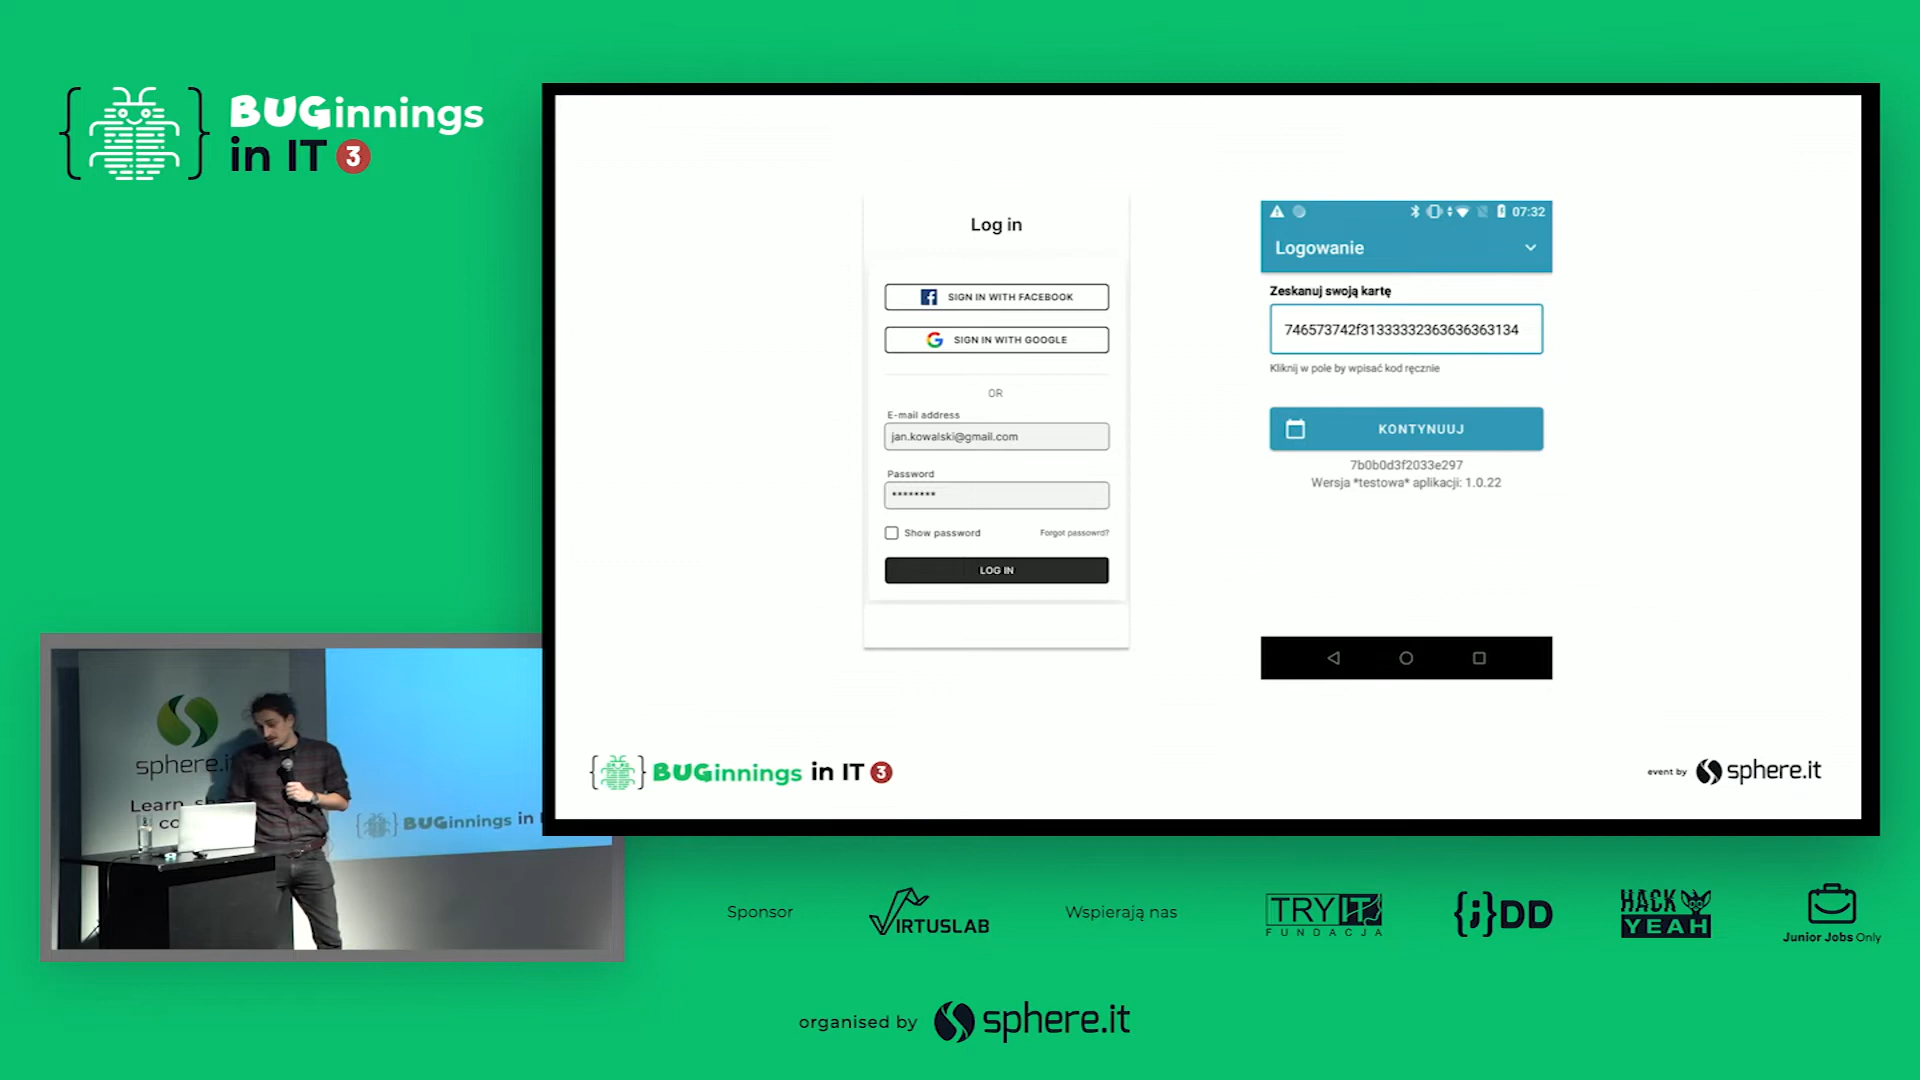 BUGinnings
in IT 3
Log in
SIGN IN WITH FACEBOOK
SIGN IN WITH GOOGLE
OR
E-mail address
jan.kowalski@gmail.com
Password
********
Show password
Forgot passowrd?
LOG IN
07:32
Logowanie
Zeskanuj swoją kartę
746573742f31333332363636363134
Kliknij w pole by wpisać kod ręcznie
KONTYNUUJ
7b0b0d3f2033e297
Wersja *testowa* aplikacji: 1.0.22
BUGinnings in IT 3
event by sphere.it
sphere.it
Learn
BUGinnings in
Sponsor
VIRTUSLAB
Wspierają nas
TRY IT
FUNDACJA
{;}DD
HACK
YEAH
Junior Jobs Only
organised by sphere.it